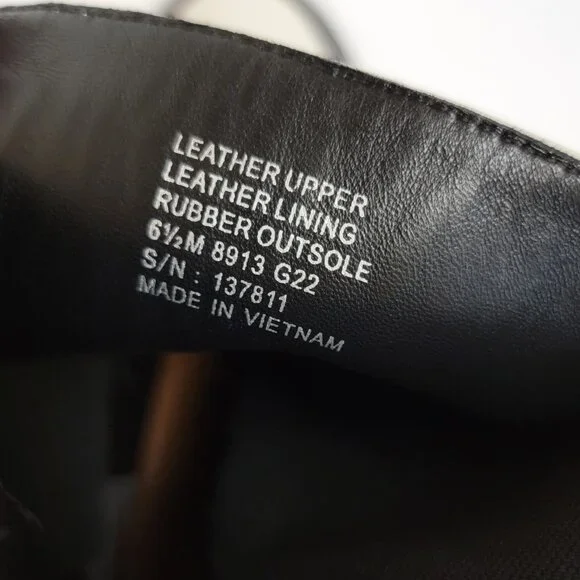 LEATHER UPPER
LEATHER LINING
RUBBER OUTSOLE
6½M 8913 G22
S/N : 137811
MADE IN VIETNAM